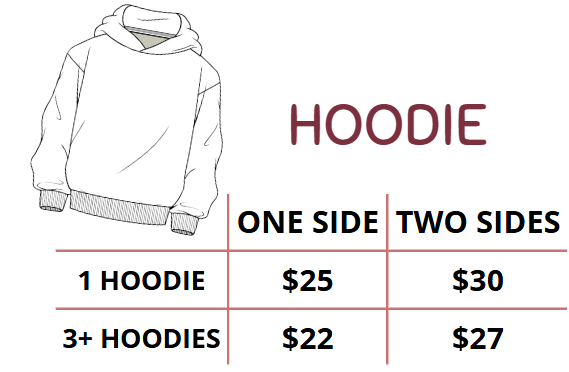 HOODIE
ONE SIDE TWO SIDES
1 HOODIE $25 $30
3+ HOODIES $22 $27